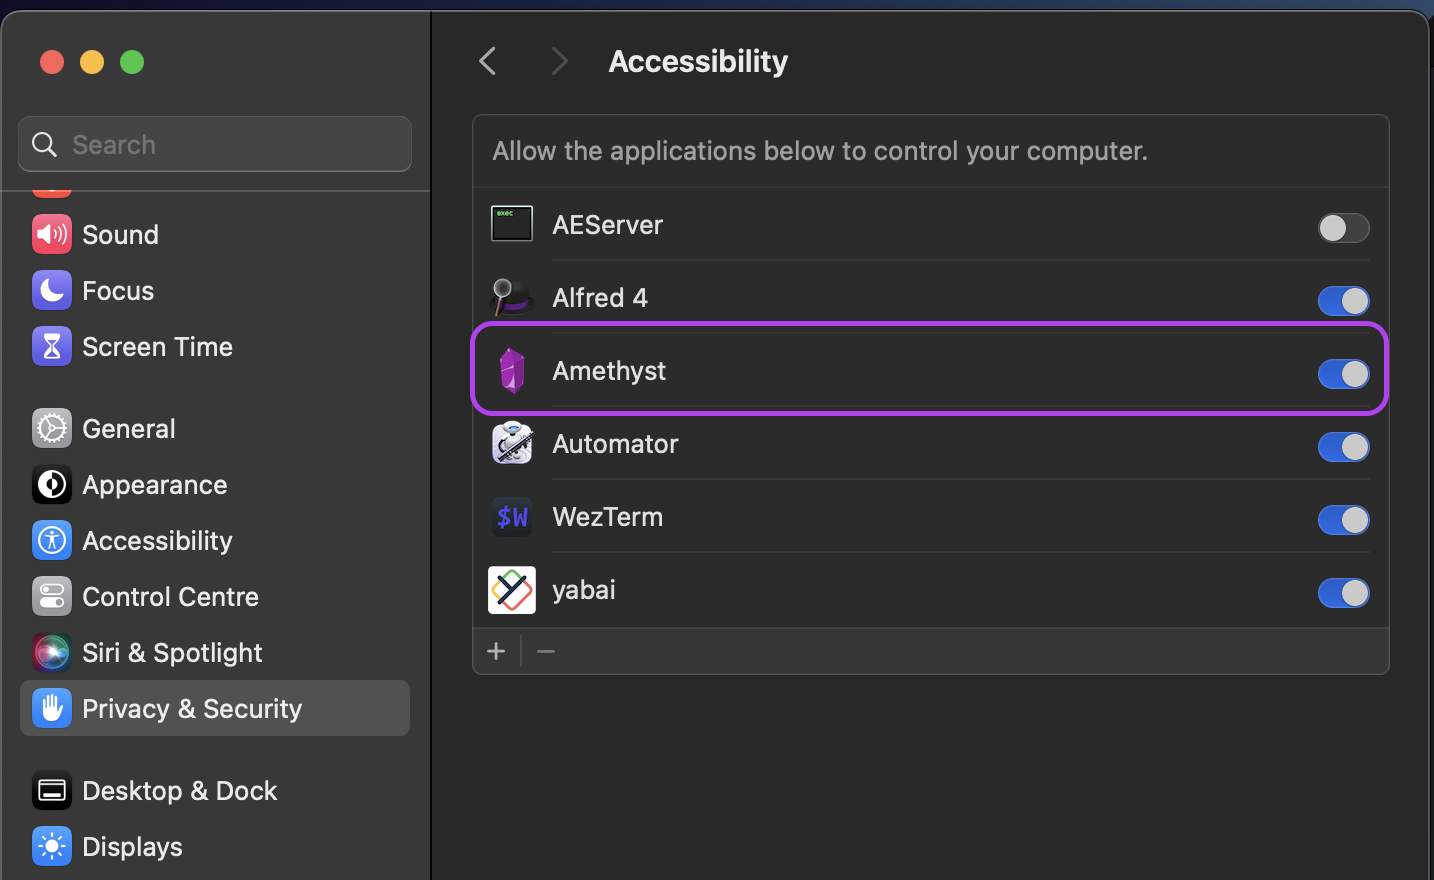 Search
Sound
Focus
Screen Time
General
Appearance
Accessibility
Control Centre
Siri & Spotlight
Privacy & Security
Desktop & Dock
Displays
Accessibility
Allow the applications below to control your computer.
exec
AEServer
Alfred 4
Amethyst
Automator
$W
WezTerm
yabai